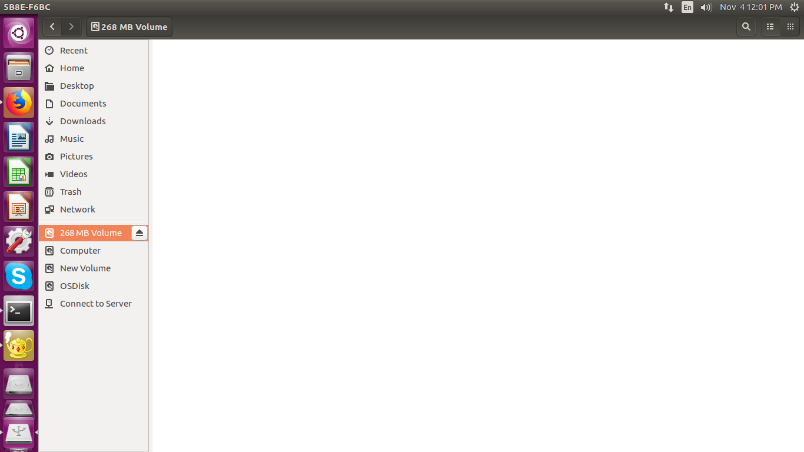 5B8E-F6BC
En
Nov 4 12:01 PM
268 MB Volume
Recent
Home
Desktop
Documents
Downloads
Music
Pictures
Videos
Trash
Network
268 MB Volume
Computer
New Volume
OSDisk
Connect to Server